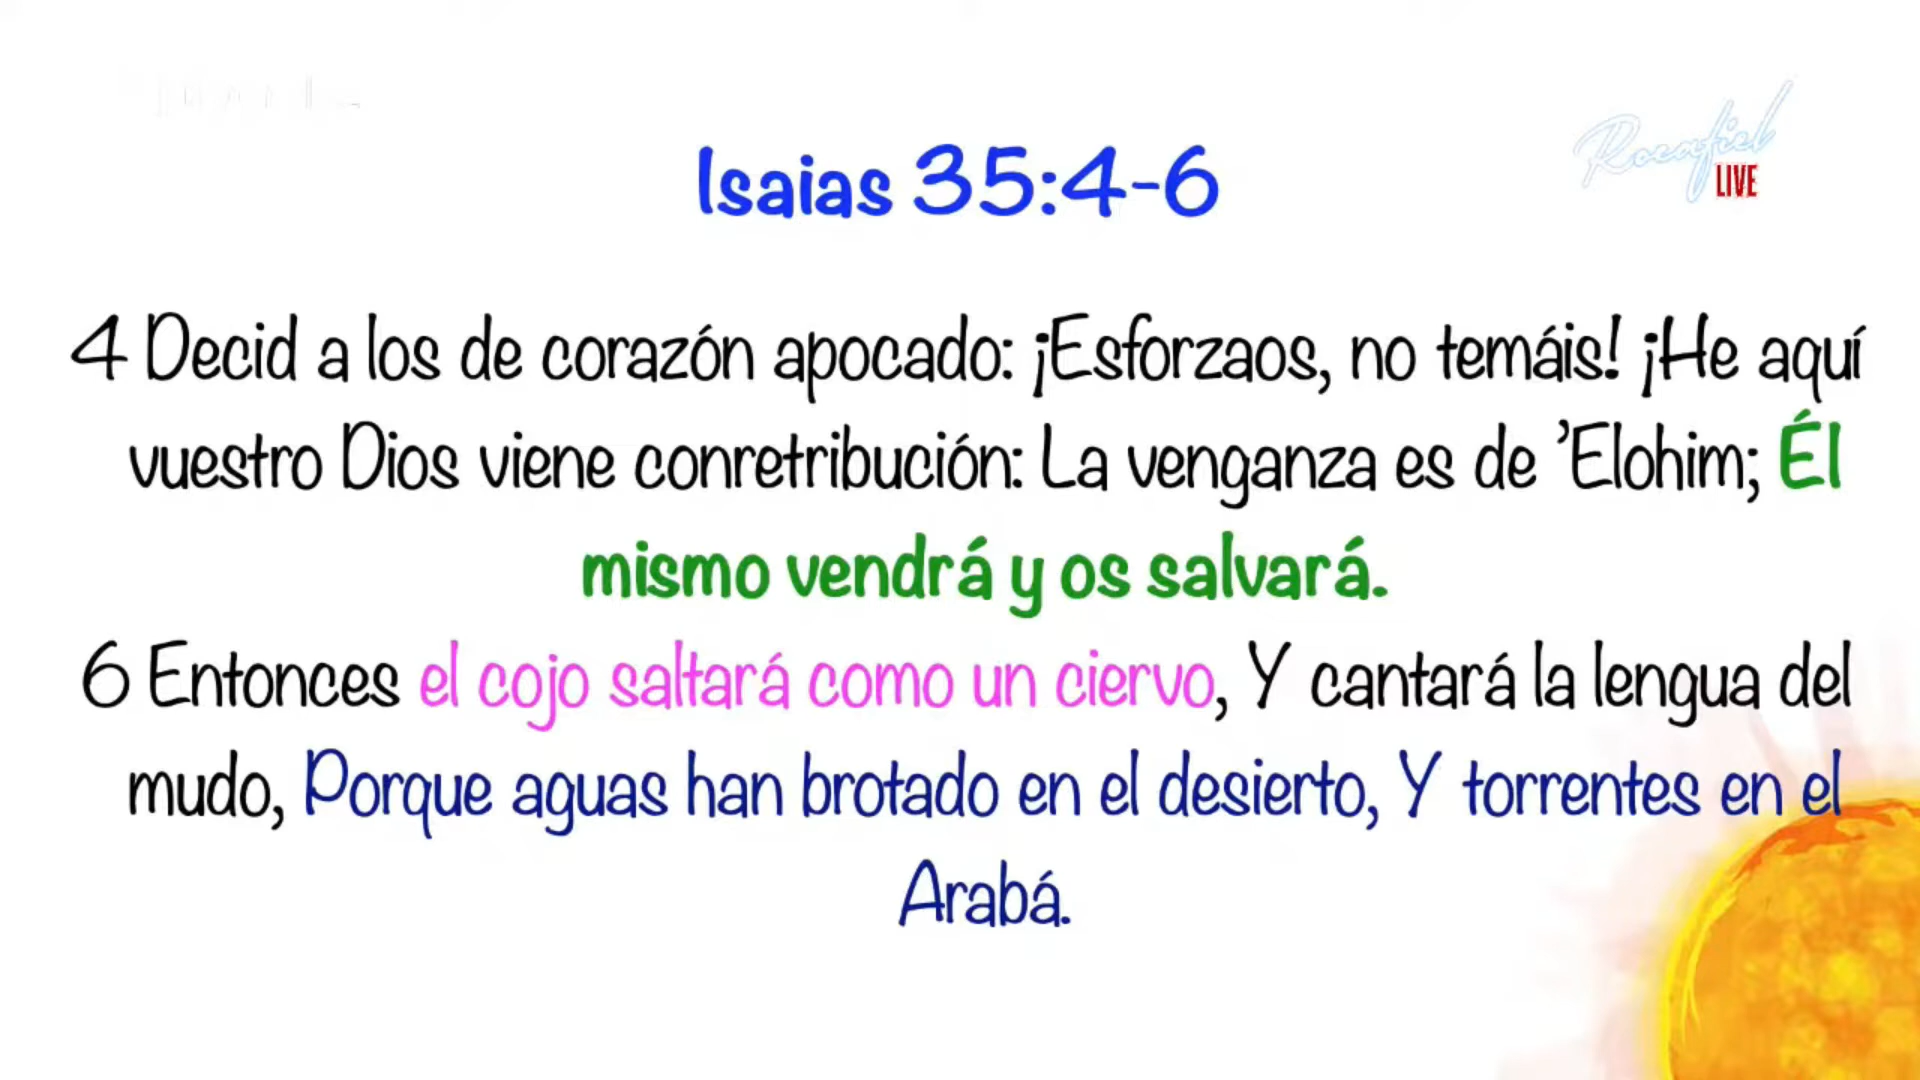 Rocafiel
LIVE
Isaias 35:4-6
4 Decid a los de corazón apocado: ¡Esforzaos, no temáis! ¡He aquí
vuestro Dios viene conretribución: La venganza es de ’Elohim; Él
mismo vendrá y os salvará.
6 Entonces el cojo saltará como un ciervo, Y cantará la lengua del
mudo, Porque aguas han brotado en el desierto, Y torrentes en el
Arabá.